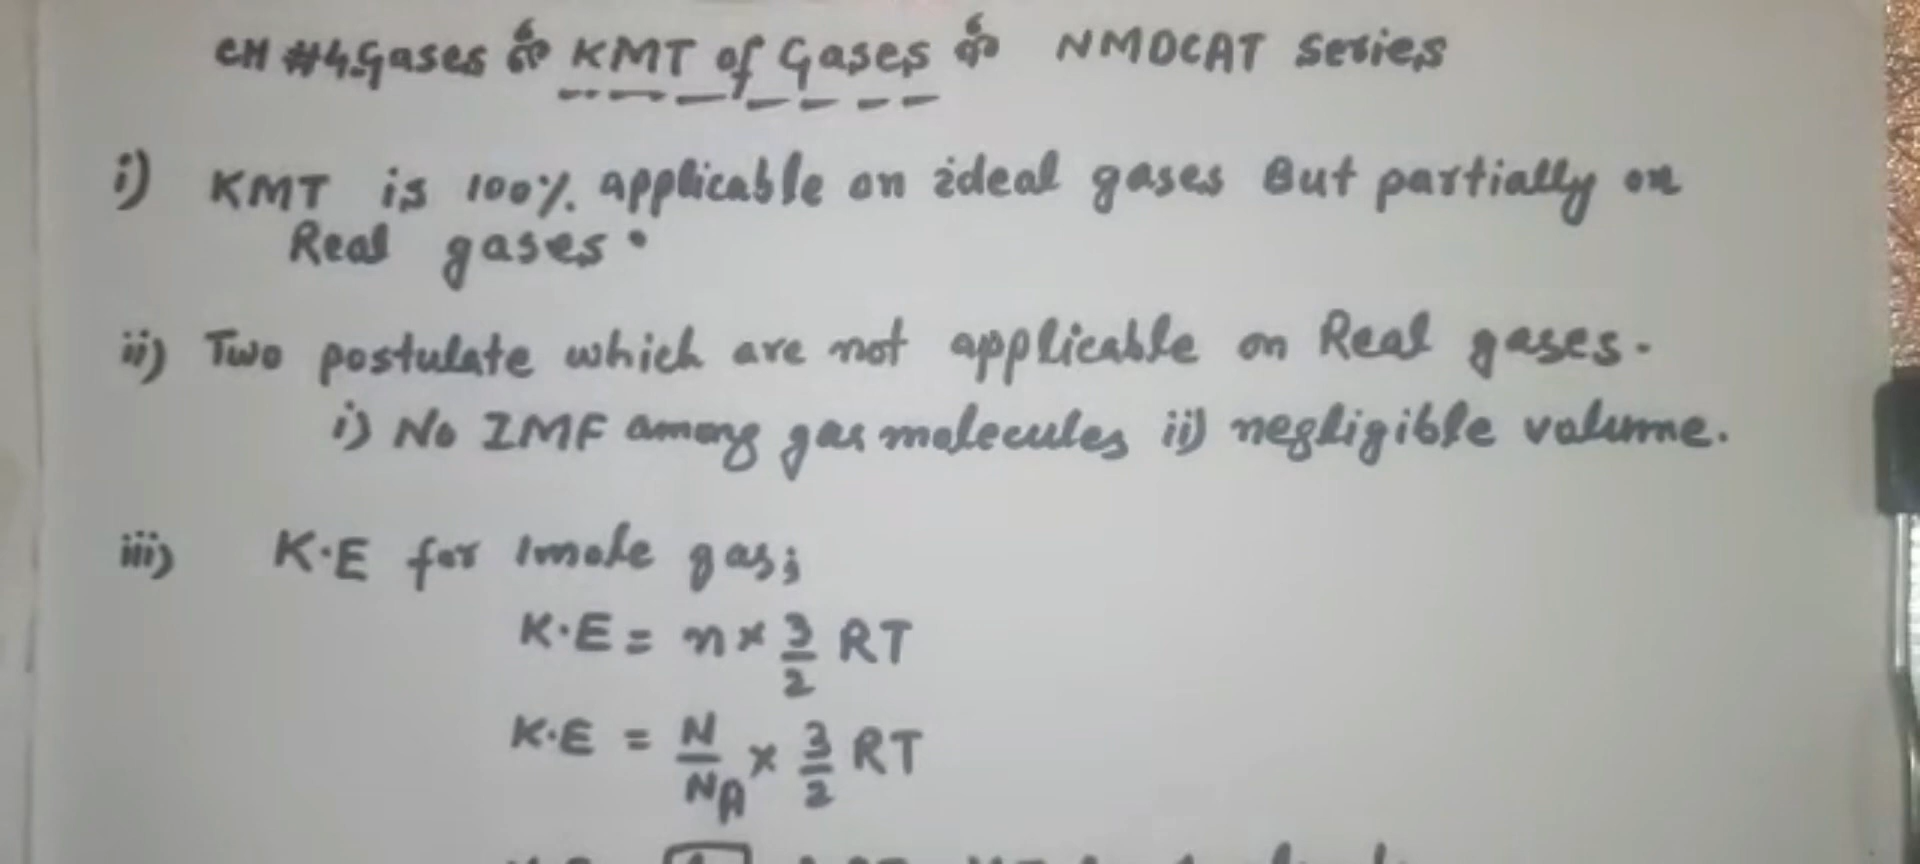 CH #4. Gases KMT of Gases NMDCAT Series
i) KMT is 100% applicable on ideal gases But partially on
Real gases.
ii) Two postulate which are not applicable on Real gases.
i) No IMF among gas molecules ii) negligible volume.
iii) K.E for 1mole gas;
K.E = n × 3/2 RT
K.E = N/NA × 3/2 RT